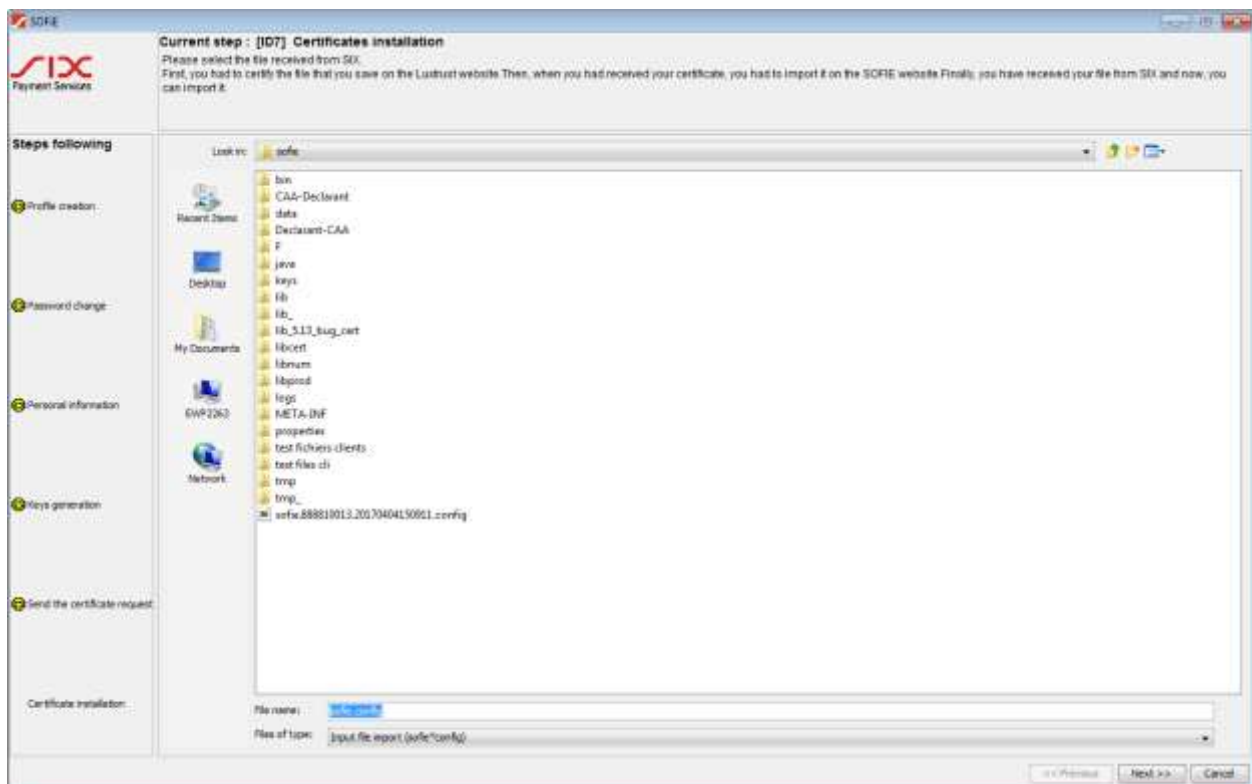 SOFiE
SIX
Payment Services
Current step : [ID7] Certificates installation
Please select the file received from SIX.
First, you had to certify the file that you save on the Luxtrust website.Then, when you had received your certificate, you had to import it on the SOFIE website.Finally, you have received your file from SIX and now, you
can import it.
Steps following
Profile creation
Password change
Personal information
Keys generation
Send the certificate request
Certificate installation
Look in:
sofie
Recent Items
Desktop
My Documents
Network
bin
CAA-Declarant
data
Declarant-CAA
F
java
keys
lib
lib_
lib_5.13_bug_cert
libcert
libnum
libprod
logs
META-INF
properties
test fichiers clients
test files cli
tmp
tmp_
sofie.888810013.20170404150811.config
File name:
sofie.config
Files of type:
Input file import (sofie*config)
<< Previous
Next >>
Cancel